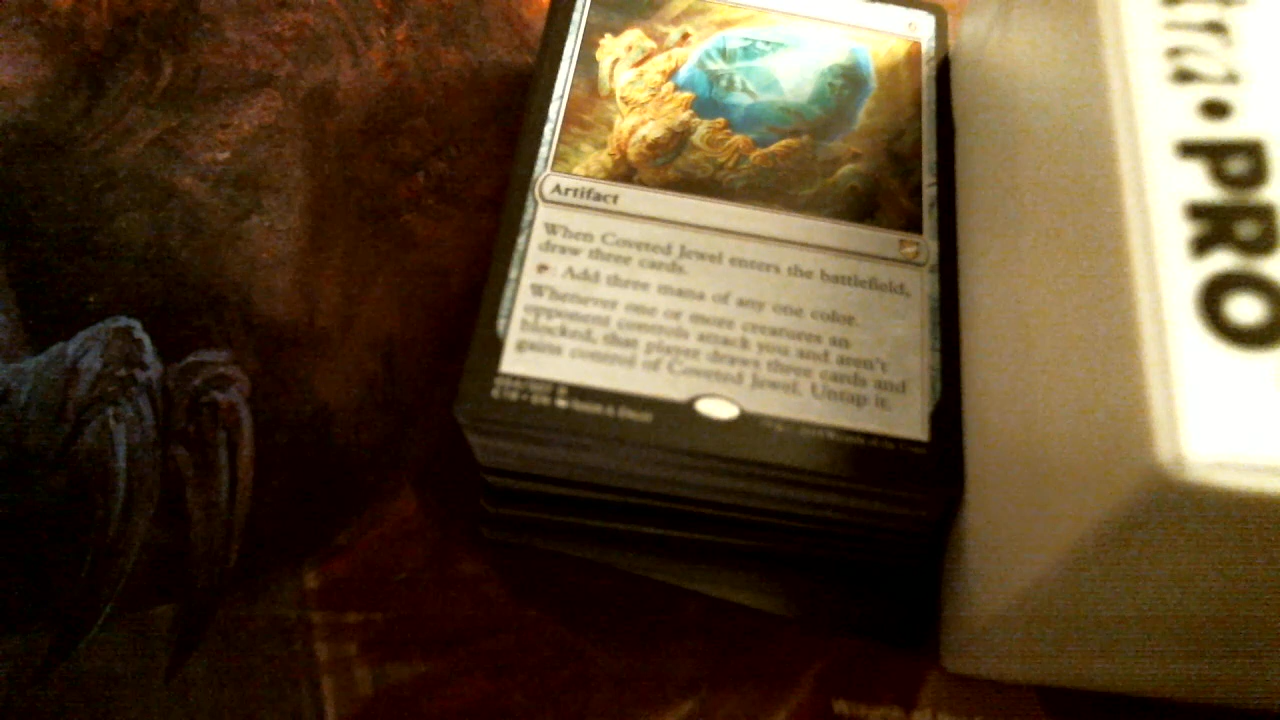 Artifact
When Coveted Jewel enters the battlefield,
draw three cards.
: Add three mana of any one color.
Whenever one or more creatures an
opponent controls attack you and aren't
blocked, that player draws three cards and
gains control of Coveted Jewel. Untap it.
PRO